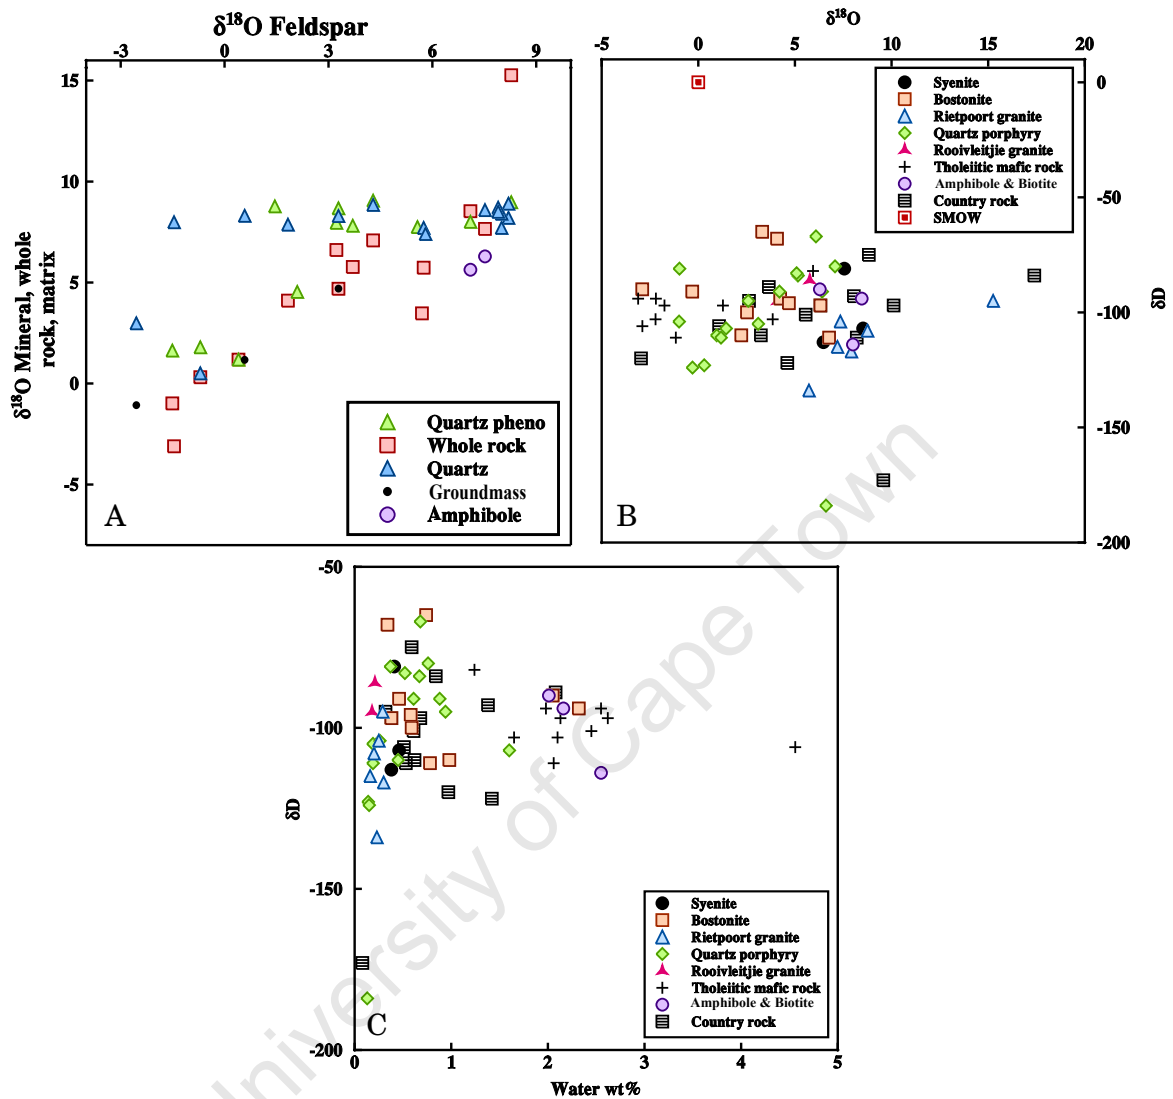 δ18O Feldspar
-3 0 3 6 9
15
10
5
0
-5
δ18O Mineral, whole
rock, matrix
Quartz pheno
Whole rock
Quartz
Groundmass
Amphibole
A
δ18O
-5 0 5 10 15 20
0
-50
-100
-150
-200
δD
Syenite
Bostonite
Rietpoort granite
Quartz porphyry
Rooivleitjie granite
Tholeiitic mafic rock
Amphibole & Biotite
Country rock
SMOW
B
-50
-100
-150
-200
δD
0 1 2 3 4 5
Water wt%
Syenite
Bostonite
Rietpoort granite
Quartz porphyry
Rooivleitjie granite
Tholeiitic mafic rock
Amphibole & Biotite
Country rock
C
University of Cape Town